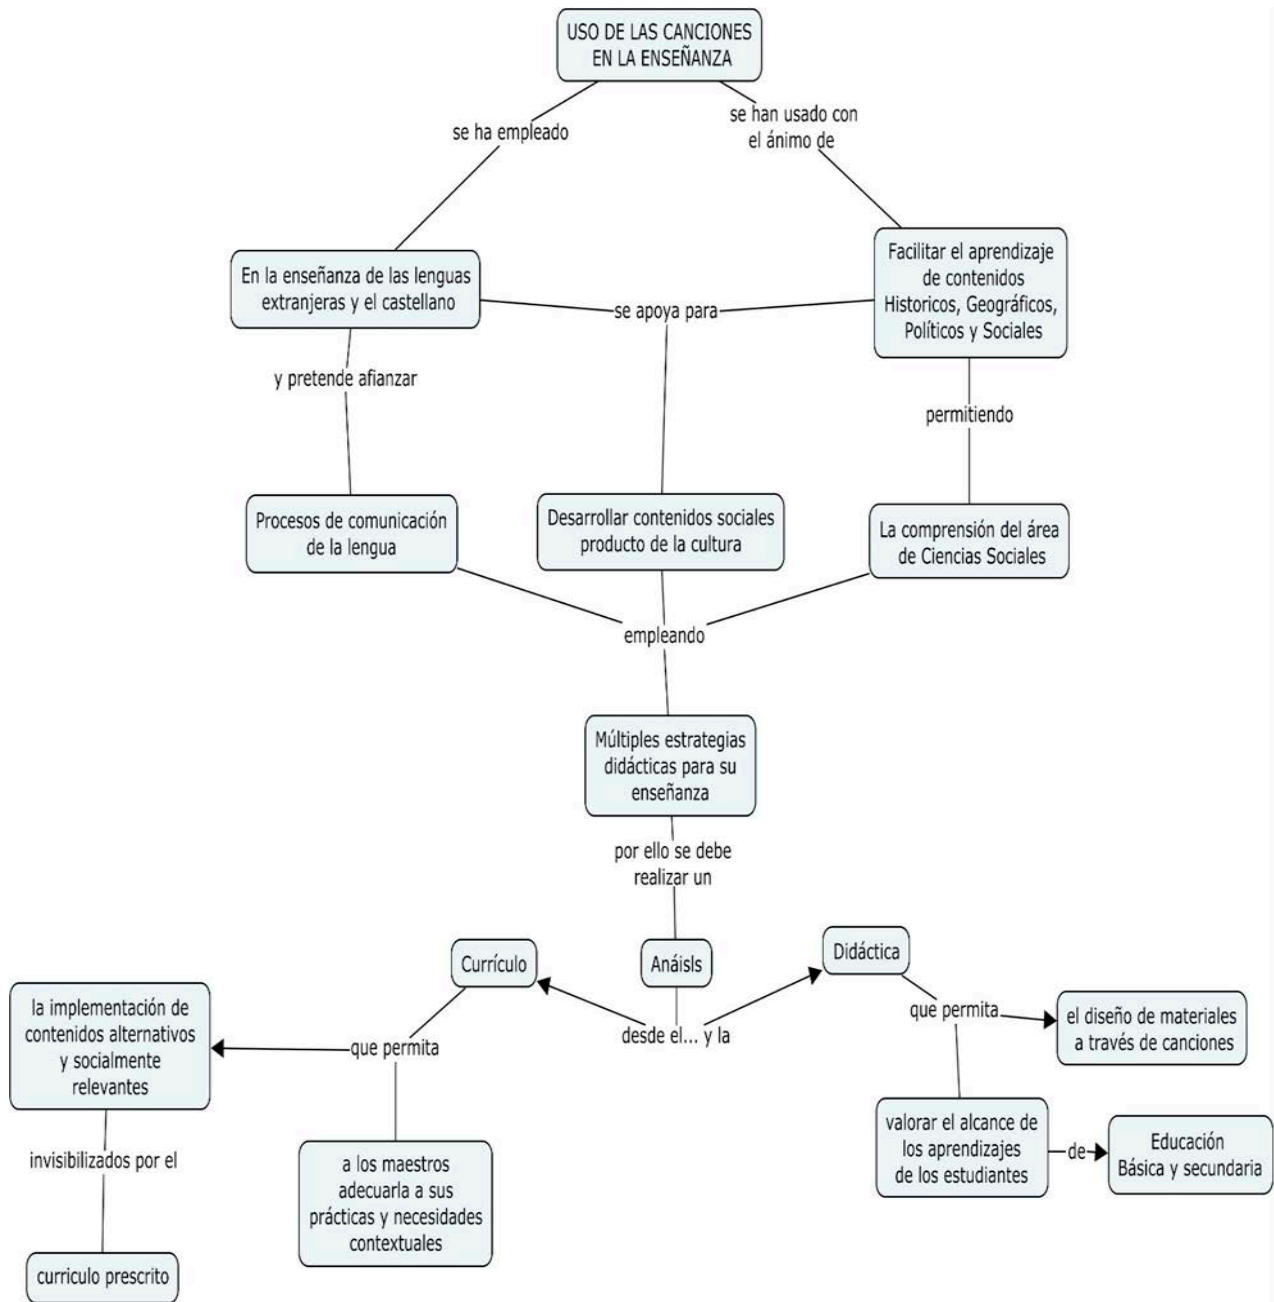 USO DE LAS CANCIONES
EN LA ENSEÑANZA
se ha empleado
se han usado con
el ánimo de
En la enseñanza de las lenguas
extranjeras y el castellano
Facilitar el aprendizaje
de contenidos
Historicos, Geográficos,
Políticos y Sociales
se apoya para
y pretende afianzar
permitiendo
Procesos de comunicación
de la lengua
Desarrollar contenidos sociales
producto de la cultura
La comprensión del área
de Ciencias Sociales
empleando
Múltiples estrategias
didácticas para su
enseñanza
por ello se debe
realizar un
Currículo
Anáisls
Didáctica
desde el... y la
que permita
la implementación de
contenidos alternativos
y socialmente
relevantes
invisibilizados por el
curriculo prescrito
a los maestros
adecuarla a sus
prácticas y necesidades
contextuales
que permita
el diseño de materiales
a través de canciones
valorar el alcance de
los aprendizajes
de los estudiantes
de
Educación
Básica y secundaria